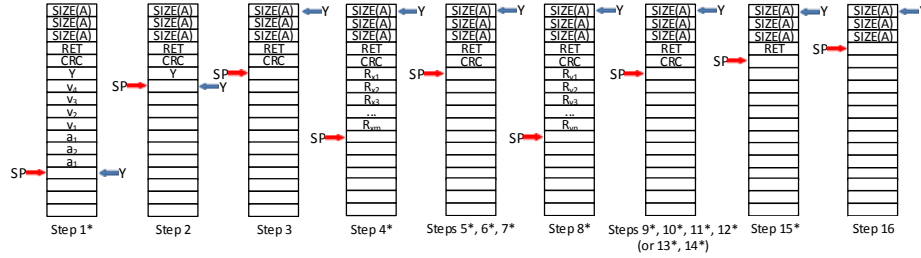 SIZE(A)
SIZE(A)
SIZE(A)
RET
CRC
Y
v₄
v₃
v₂
v₁
a₁
a₂
a₁
SP
Y
Step 1*
SIZE(A)
SIZE(A)
SIZE(A)
RET
CRC
Y
SP
Y
Step 2
SIZE(A)
SIZE(A)
SIZE(A)
RET
CRC
SP
Y
Step 3
SIZE(A)
SIZE(A)
SIZE(A)
RET
CRC
Rₓ₁
Rₓ₂
Rₓ₃
...
Rₓₘ
SP
Y
Step 4*
SIZE(A)
SIZE(A)
SIZE(A)
RET
CRC
SP
Y
Steps 5*, 6*, 7*
SIZE(A)
SIZE(A)
SIZE(A)
RET
CRC
Rᵥ₁
Rᵥ₂
Rᵥ₃
...
Rᵥₙ
SP
Y
Step 8*
SIZE(A)
SIZE(A)
SIZE(A)
RET
CRC
SP
Y
Steps 9*, 10*, 11*, 12*
(or 13*, 14*)
SIZE(A)
SIZE(A)
SIZE(A)
RET
SP
Y
Step 15*
SIZE(A)
SIZE(A)
SIZE(A)
SP
Y
Step 16